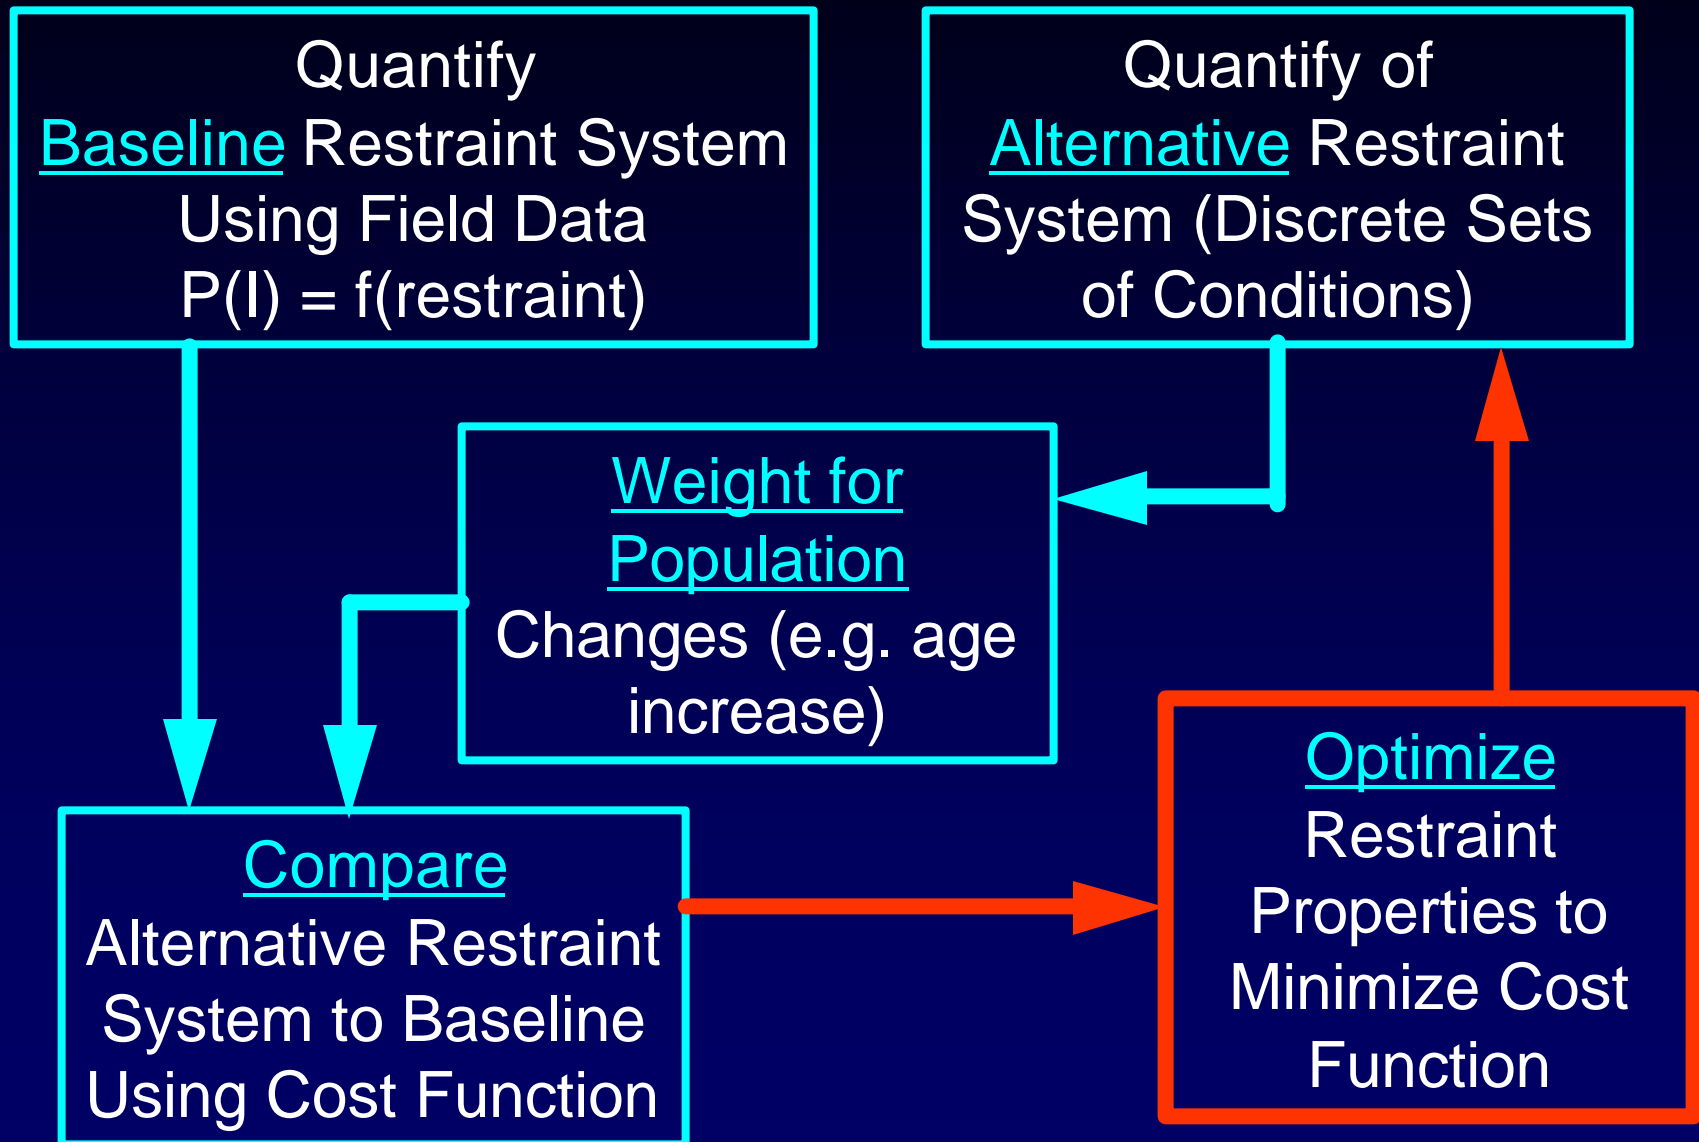 Quantify
Baseline Restraint System
Using Field Data
P(I) = f(restraint)
Quantify of
Alternative Restraint
System (Discrete Sets
of Conditions)
Weight for
Population
Changes (e.g. age
increase)
Compare
Alternative Restraint
System to Baseline
Using Cost Function
Optimize
Restraint
Properties to
Minimize Cost
Function